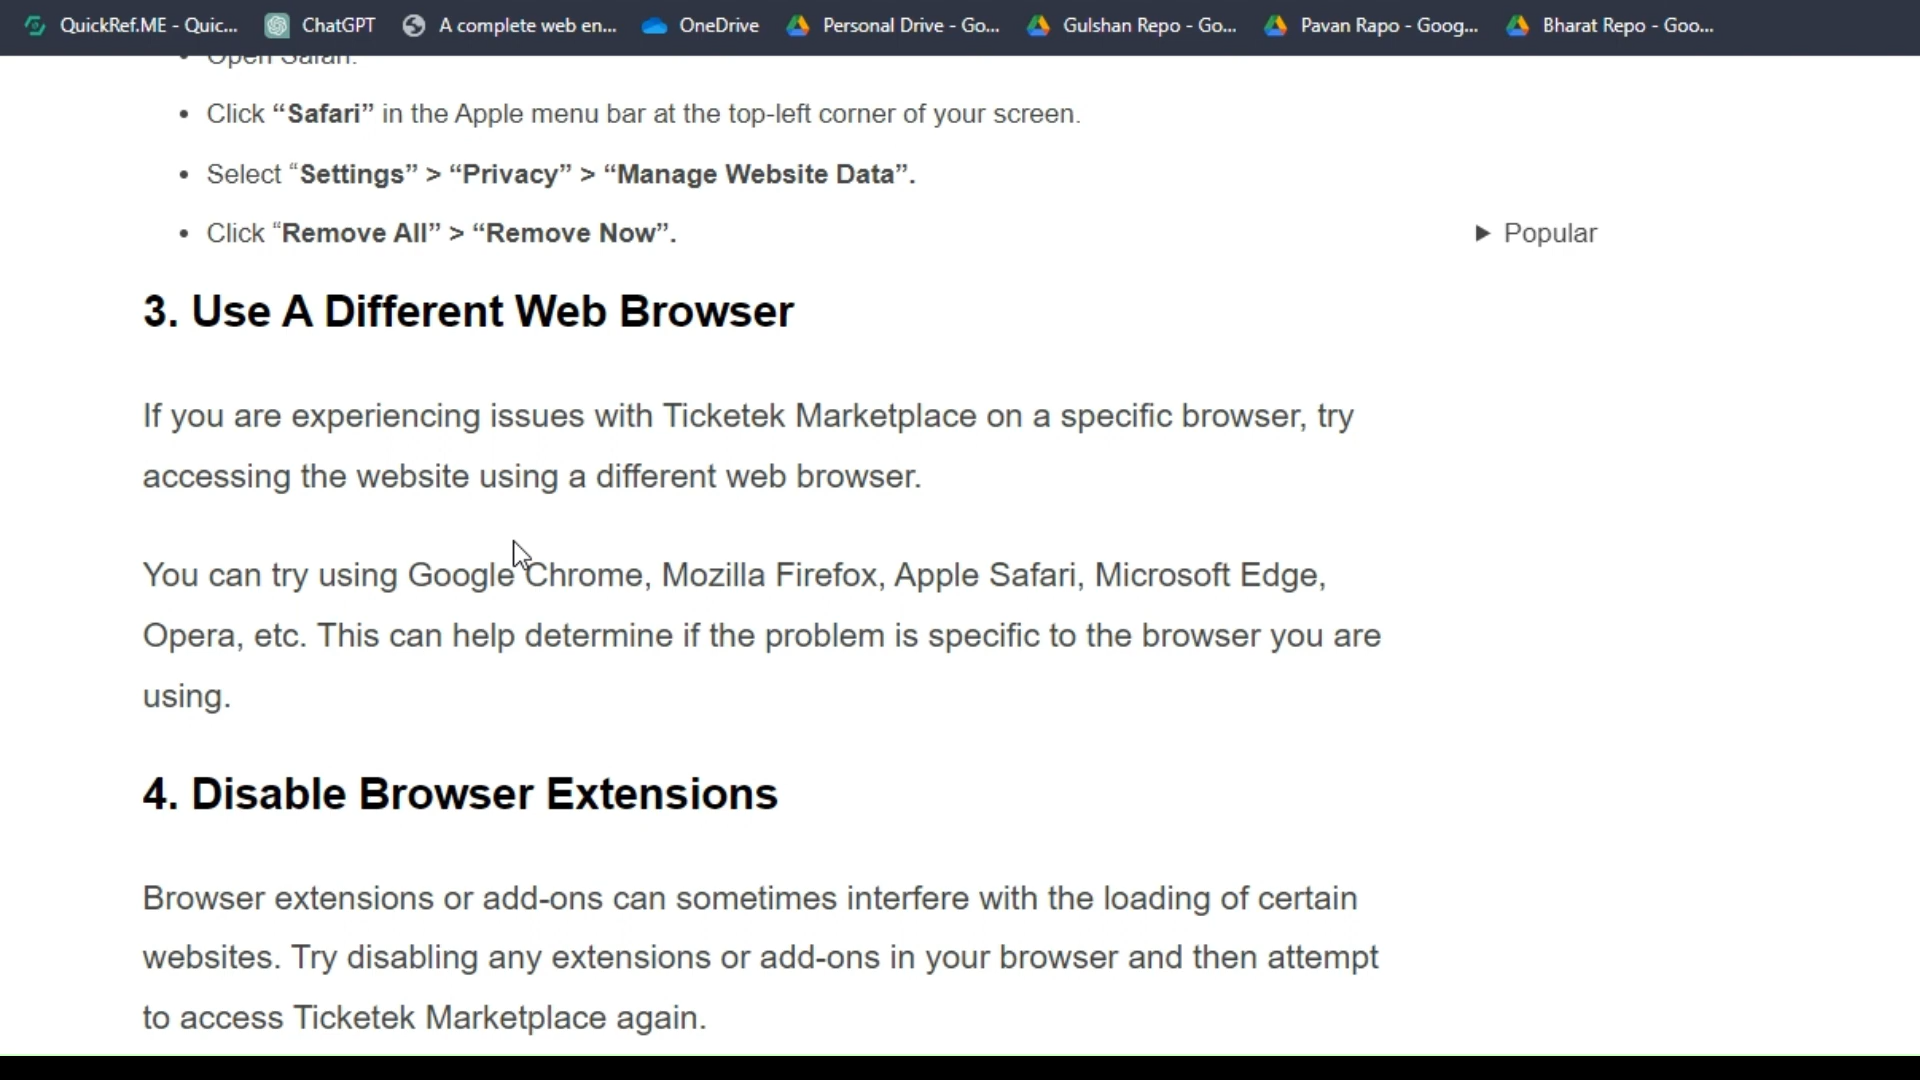 QuickRef.ME - Quic... ChatGPT A complete web en... OneDrive Personal Drive - Go... Gulshan Repo - Go... Pavan Rapo - Goog... Bharat Repo - Goo...
Open Safari.
• Click “Safari” in the Apple menu bar at the top-left corner of your screen.
• Select “Settings” > “Privacy” > “Manage Website Data”.
• Click “Remove All” > “Remove Now”.
▶ Popular
3. Use A Different Web Browser
If you are experiencing issues with Ticketek Marketplace on a specific browser, try
accessing the website using a different web browser.
You can try using Google Chrome, Mozilla Firefox, Apple Safari, Microsoft Edge,
Opera, etc. This can help determine if the problem is specific to the browser you are
using.
4. Disable Browser Extensions
Browser extensions or add-ons can sometimes interfere with the loading of certain
websites. Try disabling any extensions or add-ons in your browser and then attempt
to access Ticketek Marketplace again.